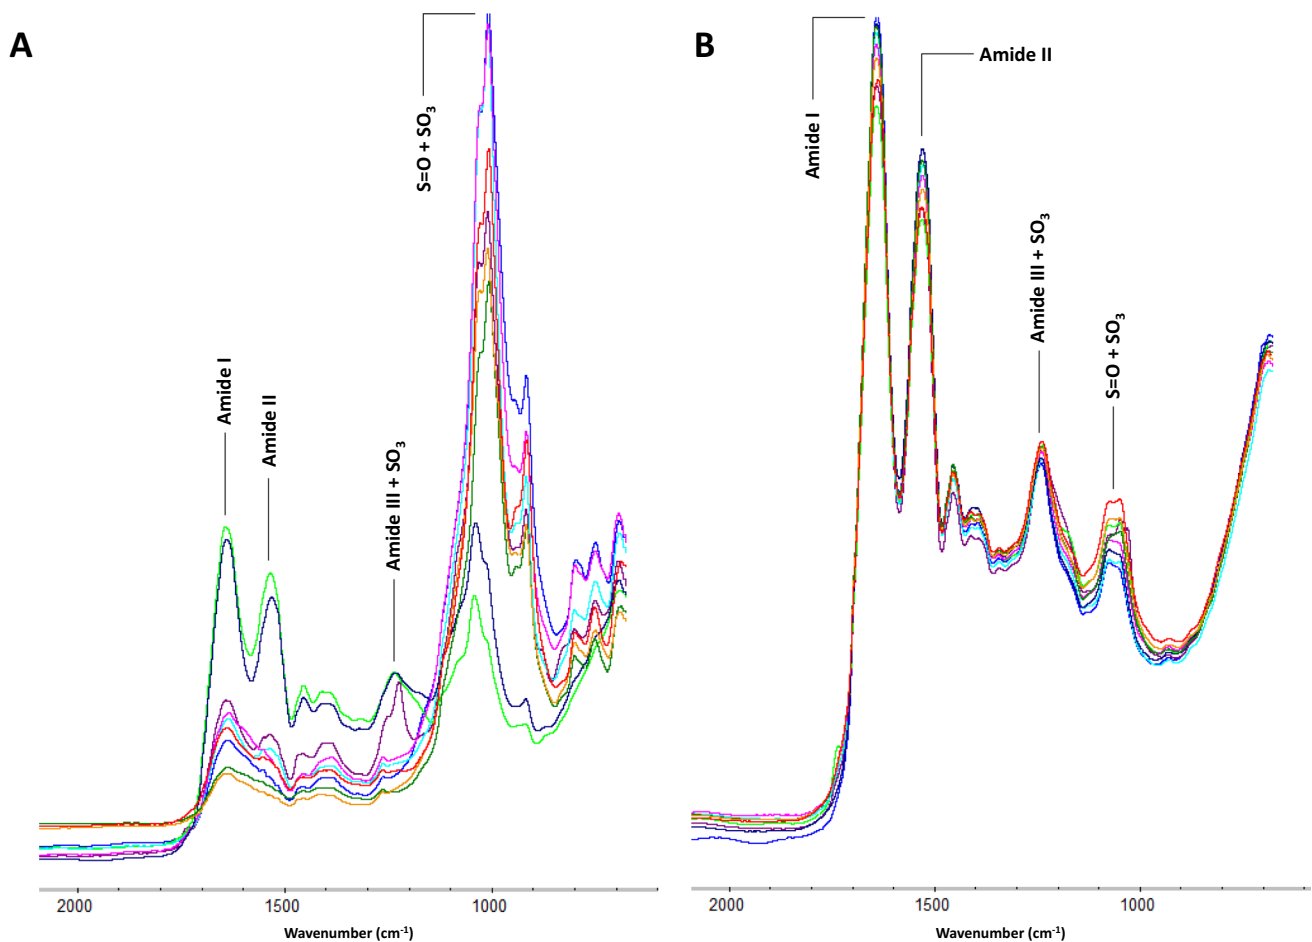 A
S=O + SO3
Amide I
Amide II
Amide III + SO3
2000
1500
1000
Wavenumber (cm-1)
B
Amide I
Amide II
Amide III + SO3
S=O + SO3
2000
1500
1000
Wavenumber (cm-1)